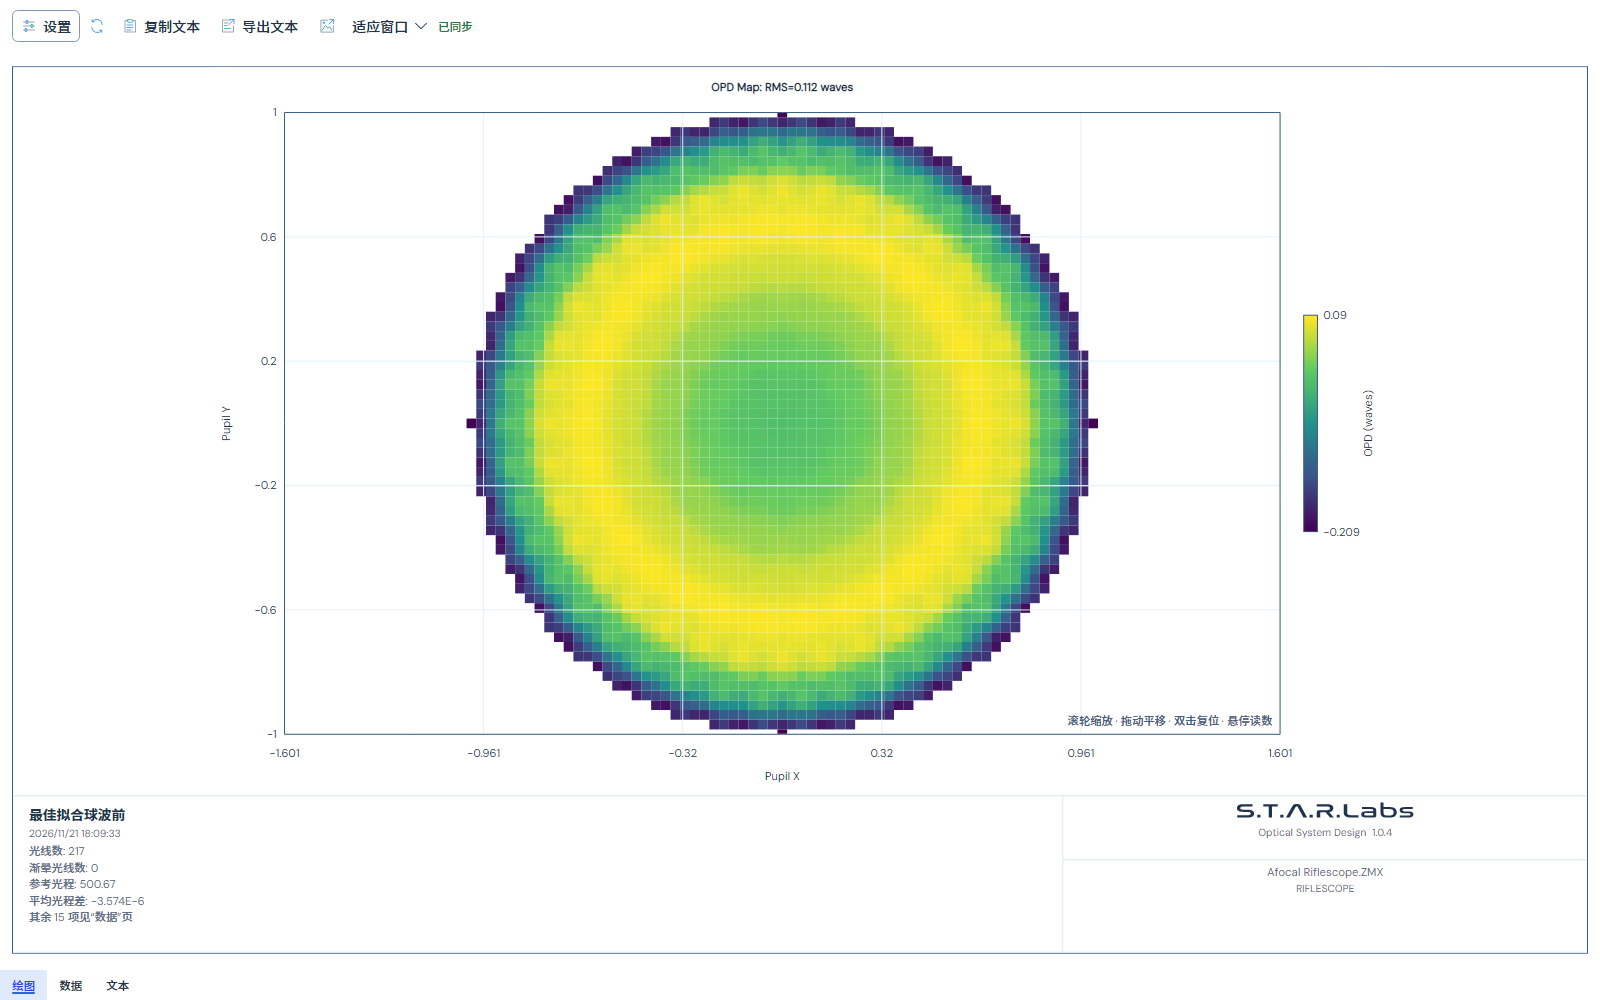 设置 复制文本 导出文本 适应窗口 已同步
OPD Map: RMS=0.112 waves
1
0.6
0.2
-0.2
-0.6
-1
Pupil Y
-1.601 -0.961 -0.32 0.32 0.961 1.601
Pupil X
滚轮缩放 · 拖动平移 · 双击复位 · 悬停读数
0.09
-0.209
OPD (waves)
最佳拟合球波前
2026/11/21 18:09:33
光线数: 217
渐晕光线数: 0
参考光程: 500.67
平均光程差: -3.574E-6
其余 15 项见“数据”页
S.T.A.R.Labs
Optical System Design 1.0.4
Afocal Riflescope.ZMX
RIFLESCOPE
绘图 数据 文本